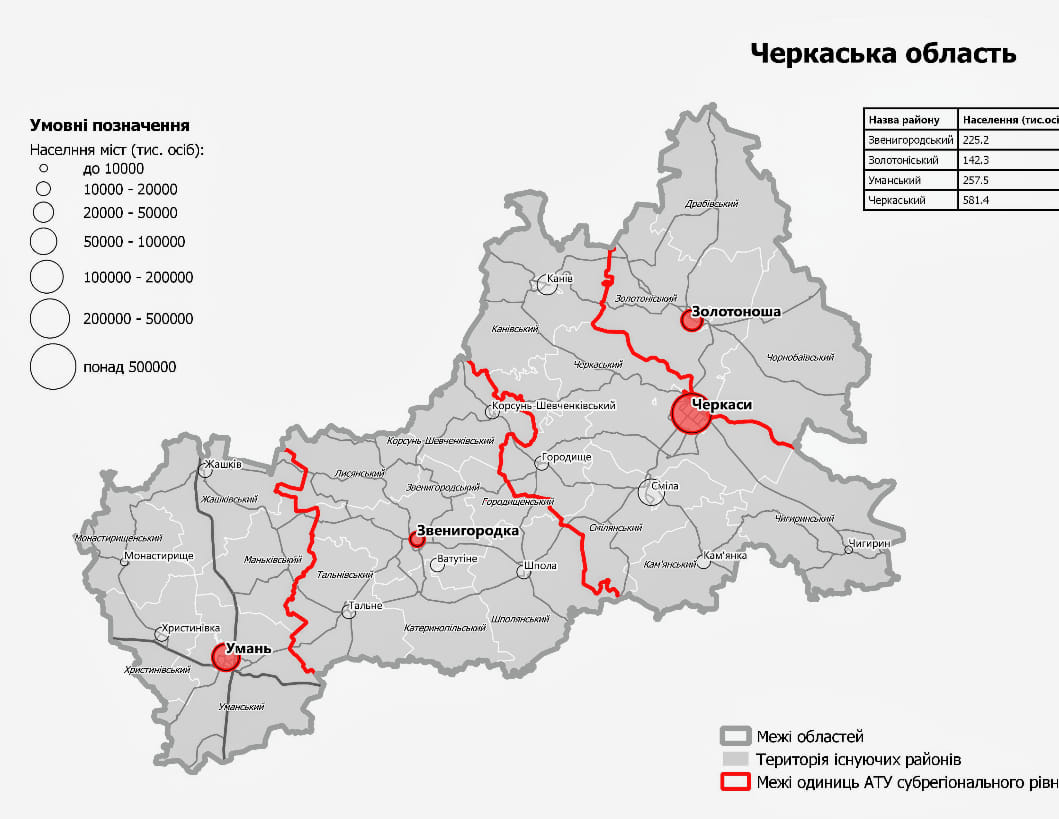 Черкаська область
Умовні позначення
Населння міст (тис. осіб):
до 10000
10000 - 20000
20000 - 50000
50000 - 100000
100000 - 200000
200000 - 500000
понад 500000
Назва району Населення (тис.осі
Звенигородський 225.2
Золотоніський 142.3
Уманський 257.5
Черкаський 581.4
Драбівський
Канів
Золотоніський
Золотоноша
Канівський
Чорнобаївський
Черкаський
Черкаси
Корсунь-Шевченківський
Корсунь-Шевченківський
Городище
Жашків
Лисянський
Звенигородський
Сміла
Жашківський
Городищенський
Чигиринський
Смілянський
Звенигородка
Монастирищенський
Чигирин
Монастирище
Маньківський
Ватутіне
Кам'янка
Шпола
Кам'янський
Тальнівський
Тальне
Шполянський
Христинівка
Катеринопільський
Умань
Христинівський
Уманський
Межі областей
Територія існуючих районів
Межі одиниць АТУ субрегіонального рівн